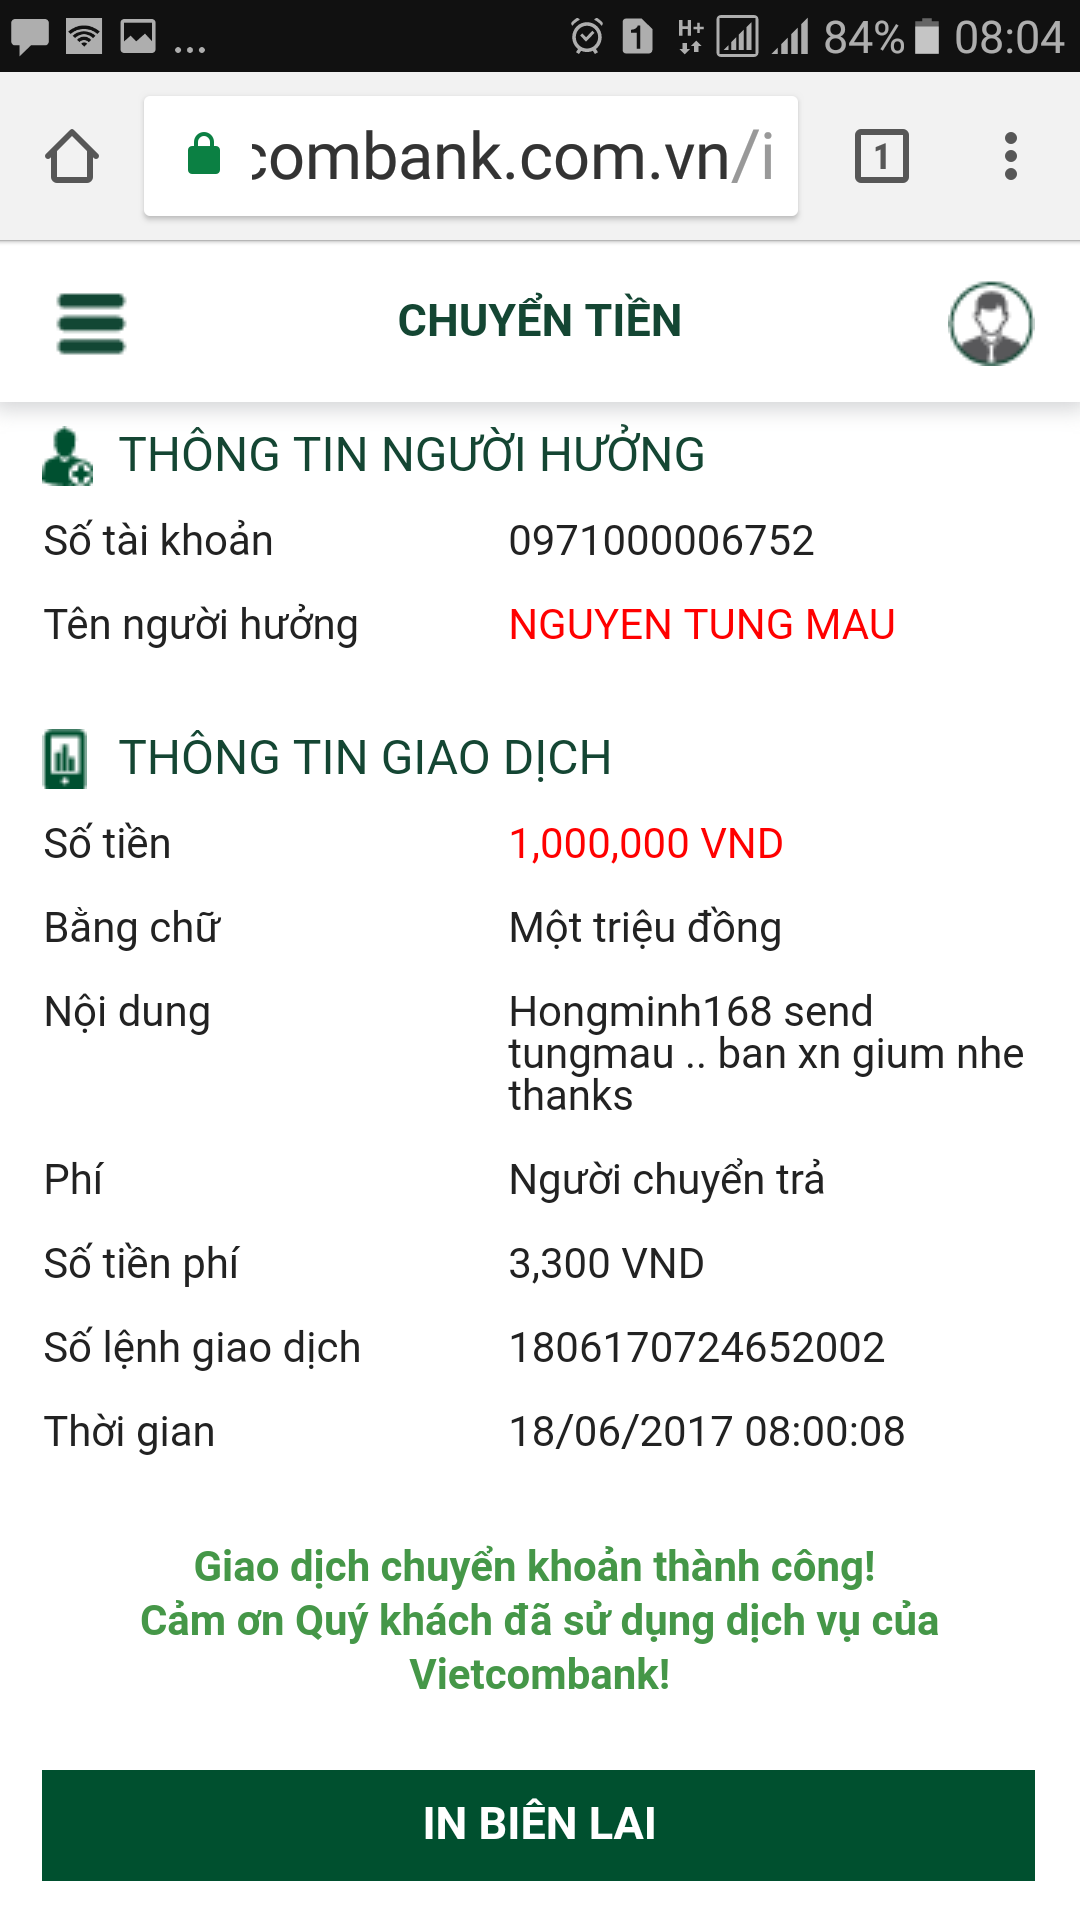 ... 1 H+ 84% 08:04
combank.com.vn/i 1
CHUYỂN TIỀN
THÔNG TIN NGƯỜI HƯỞNG
Số tài khoản 0971000006752
Tên người hưởng NGUYEN TUNG MAU
THÔNG TIN GIAO DỊCH
Số tiền 1,000,000 VND
Bằng chữ Một triệu đồng
Nội dung Hongminh168 send
tungmau .. ban xn gium nhe
thanks
Phí Người chuyển trả
Số tiền phí 3,300 VND
Số lệnh giao dịch 1806170724652002
Thời gian 18/06/2017 08:00:08
Giao dịch chuyển khoản thành công!
Cảm ơn Quý khách đã sử dụng dịch vụ của
Vietcombank!
IN BIÊN LAI